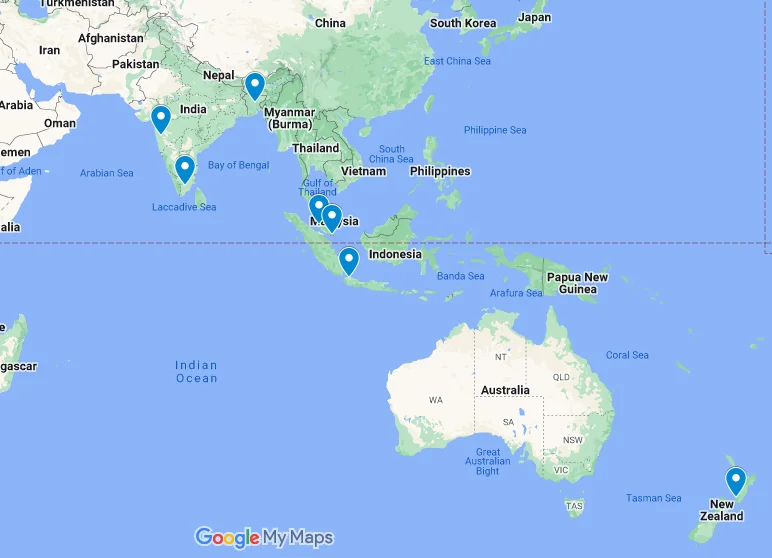 Turkmenistan
China
South Korea
Japan
Afghanistan
Iran
Pakistan
East China Sea
Nepal
Arabia
India
Myanmar
(Burma)
Oman
Philippine Sea
Thailand
South
China Sea
emen
f of Aden
Arabian Sea
Bay of Bengal
Vietnam
Philippines
Gulf of
Thailand
Laccadive Sea
alia
M
ysia
Indonesia
Banda Sea
Papua New
Guinea
Arafura Sea
e
gascar
Indian
Ocean
Coral Sea
NT
QLD
Australia
WA
SA
NSW
Great
Australian
Bight
VIC
TAS
Tasman Sea
New
Zealand
Google My Maps